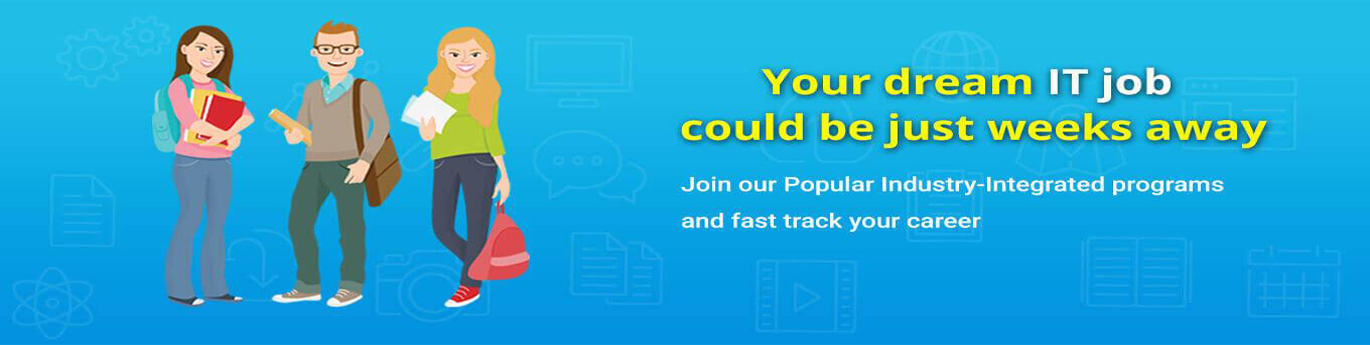 Your dream IT job
could be just weeks away
Join our Popular Industry-Integrated programs
and fast track your career